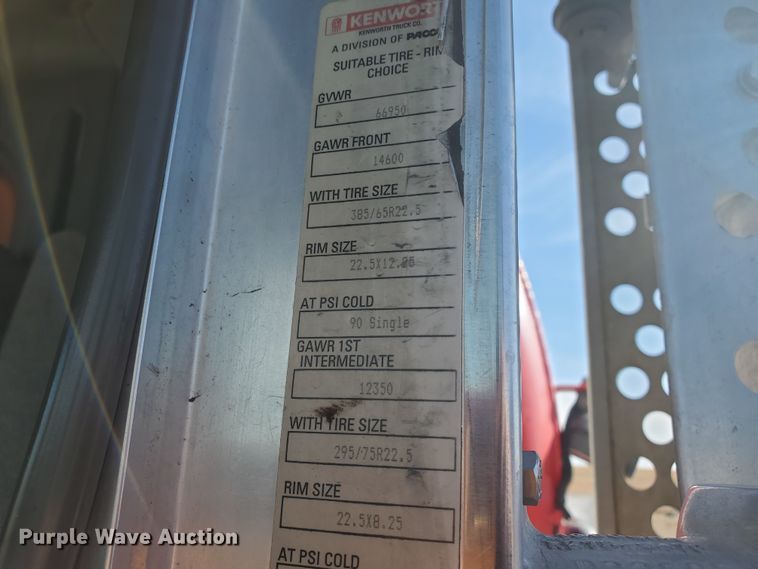 KENWORT
KENWORTH TRUCK CO.
A DIVISION OF PACCA
SUITABLE TIRE - RIM
CHOICE
GVWR
66950
GAWR FRONT
14600
WITH TIRE SIZE
385/65R22.5
RIM SIZE
22.5X12.25
AT PSI COLD
90 Single
GAWR 1ST
INTERMEDIATE
12350
WITH TIRE SIZE
295/75R22.5
RIM SIZE
22.5X8.25
AT PSI COLD
Purple Wave Auction